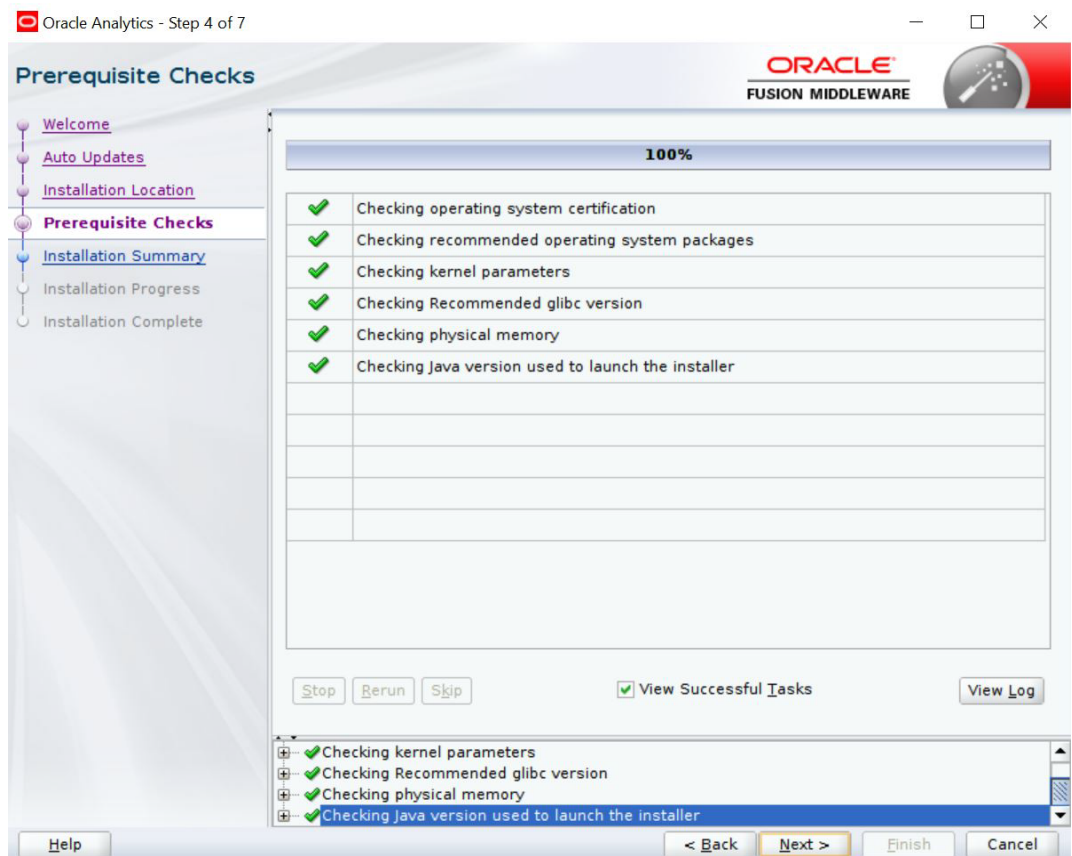 Oracle Analytics - Step 4 of 7
Prerequisite Checks
ORACLE
FUSION MIDDLEWARE
Welcome
Auto Updates
Installation Location
Prerequisite Checks
Installation Summary
Installation Progress
Installation Complete
100%
Checking operating system certification
Checking recommended operating system packages
Checking kernel parameters
Checking Recommended glibc version
Checking physical memory
Checking Java version used to launch the installer
Stop
Rerun
Skip
View Successful Tasks
View Log
Checking kernel parameters
Checking Recommended glibc version
Checking physical memory
Checking Java version used to launch the installer
Help
< Back
Next >
Finish
Cancel